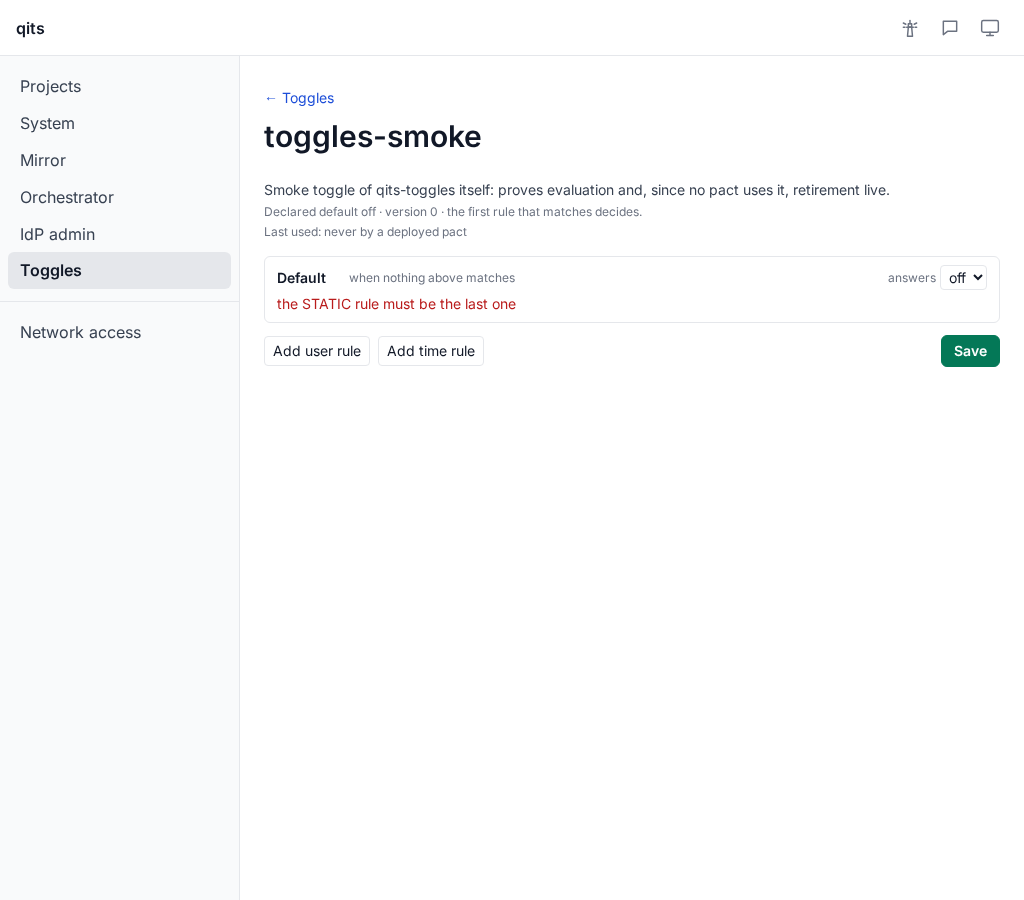 qits
Projects
System
Mirror
Orchestrator
IdP admin
Toggles
Network access
← Toggles
toggles-smoke
Smoke toggle of qits-toggles itself: proves evaluation and, since no pact uses it, retirement live.
Declared default off · version 0 · the first rule that matches decides.
Last used: never by a deployed pact
Default when nothing above matches answers off
the STATIC rule must be the last one
Add user rule Add time rule Save